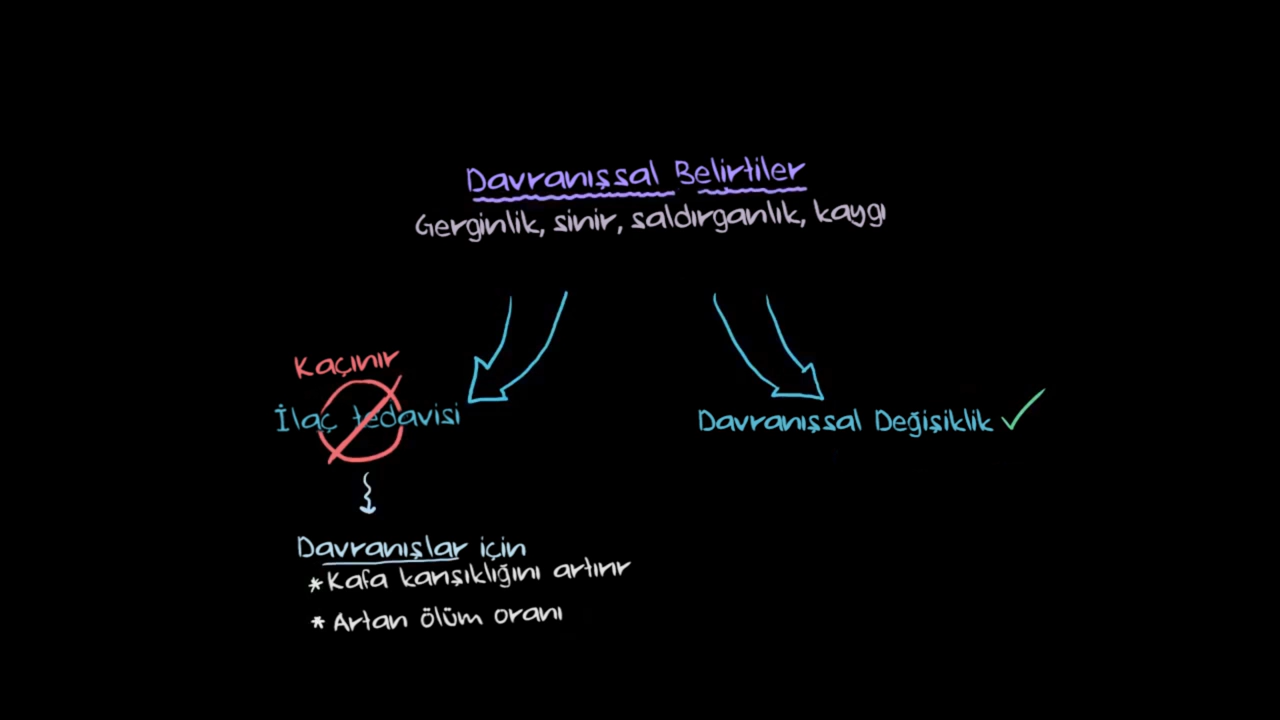 Davranışsal Belirtiler
Gerginlik, sinir, saldırganlık, kaygı
Kaçınır
İlaç tedavisi
Davranışsal Değişiklik
Davranışlar için
* Kafa karışıklığını artırır
* Artan ölüm oranı